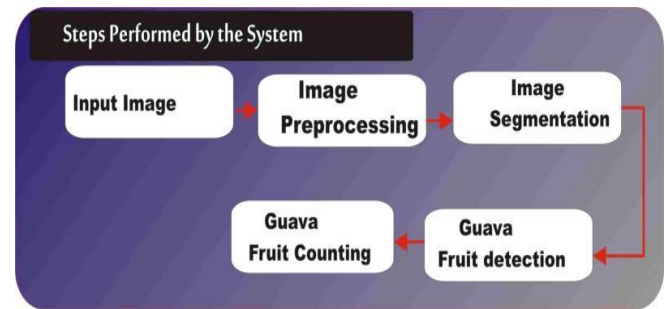 Steps Performed by the System
Input Image
Image
Preprocessing
Image
Segmentation
Guava
Fruit detection
Guava
Fruit Counting